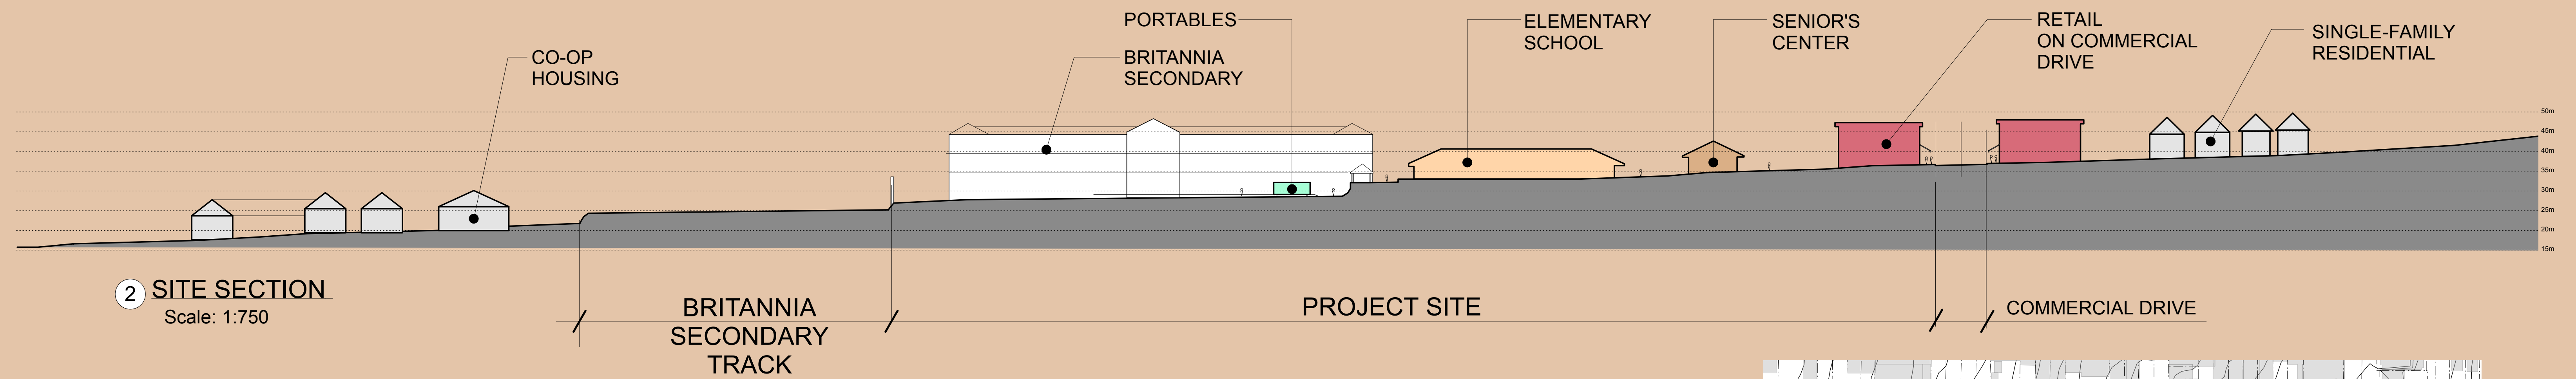 CO-OP
HOUSING
PORTABLES
BRITANNIA
SECONDARY
ELEMENTARY
SCHOOL
SENIOR'S
CENTER
RETAIL
ON COMMERCIAL
DRIVE
SINGLE-FAMILY
RESIDENTIAL
50m
45m
40m
35m
30m
25m
20m
15m
2 SITE SECTION
Scale: 1:750
BRITANNIA
SECONDARY
TRACK
PROJECT SITE
COMMERCIAL DRIVE